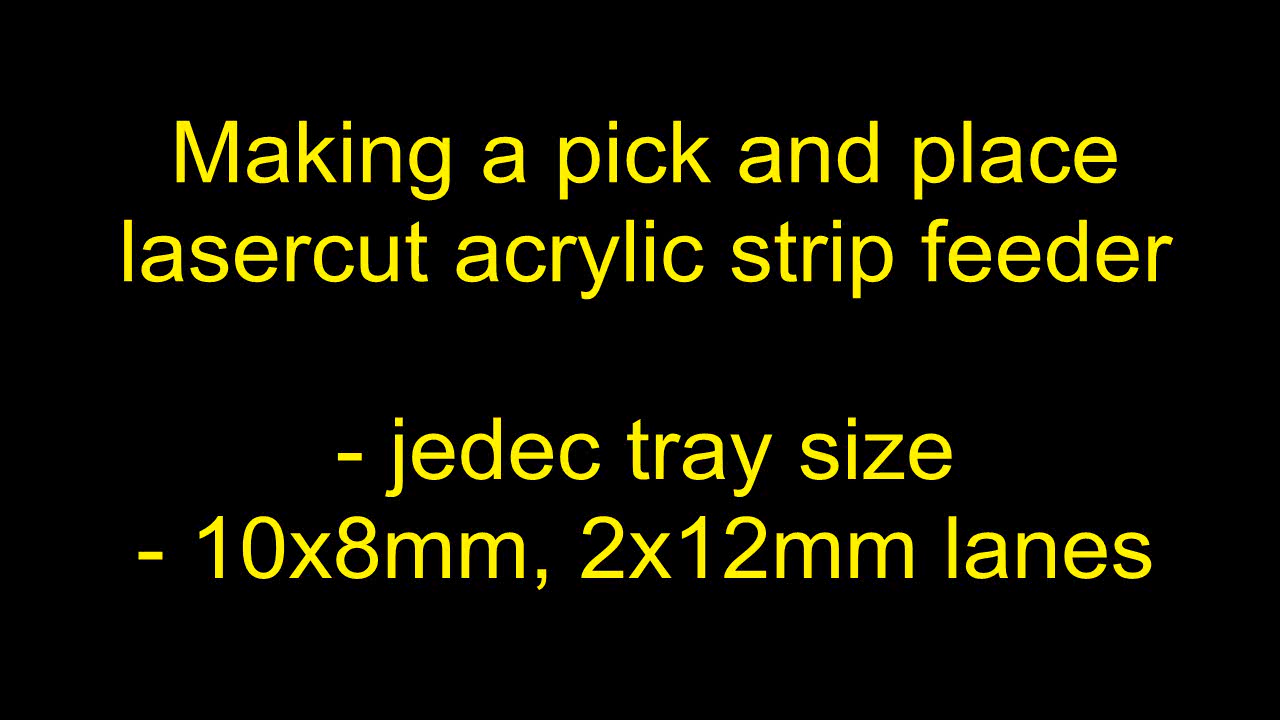 Making a pick and place
lasercut acrylic strip feeder
- jedec tray size
- 10x8mm, 2x12mm lanes